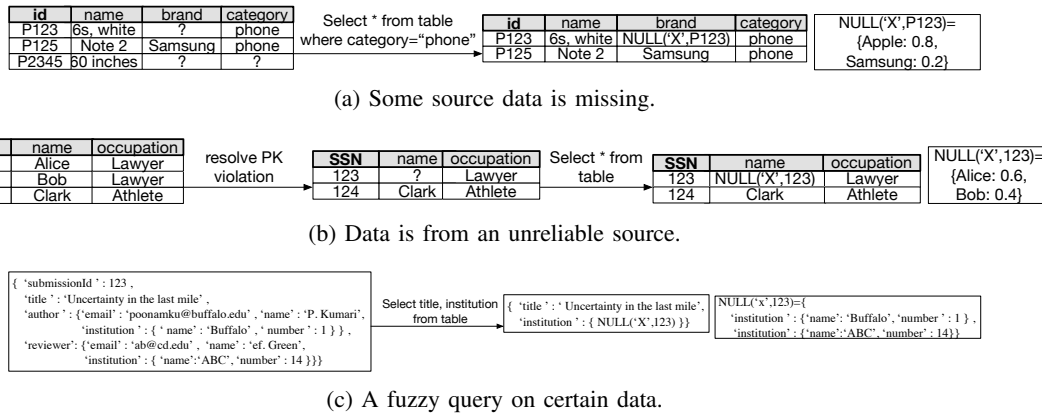 id name brand category
P123 6s, white ? phone
P125 Note 2 Samsung phone
P2345 60 inches ? ?
Select * from table
where category="phone"
id name brand category
P123 6s, white NULL('X',P123) phone
P125 Note 2 Samsung phone
NULL('X',P123)=
{Apple: 0.8,
Samsung: 0.2}
(a) Some source data is missing.
name occupation
Alice Lawyer
Bob Lawyer
Clark Athlete
resolve PK
violation
SSN name occupation
123 ? Lawyer
124 Clark Athlete
Select * from
table
SSN name occupation
123 NULL('X',123) Lawyer
124 Clark Athlete
NULL('X',123)=
{Alice: 0.6,
Bob: 0.4}
(b) Data is from an unreliable source.
{ 'submissionId ' : 123 ,
'title ' : 'Uncertainty in the last mile' ,
'author ' : {'email' : 'poonamku@buffalo.edu' , 'name' : 'P. Kumari',
'institution' : { ' name' : 'Buffalo' , ' number' : 1 } } ,
'reviewer': {'email' : 'ab@cd.edu' , 'name' : 'ef. Green',
'institution' : { 'name':'ABC', 'number' : 14 }}}
Select title, institution
from table
{ 'title ' : ' Uncertainty in the last mile',
'institution' : { NULL('X',123) }}
NULL('x',123)={
'institution' : {'name': 'Buffalo', 'number' : 1 } ,
'institution' : {'name':'ABC', 'number' : 14}}
(c) A fuzzy query on certain data.